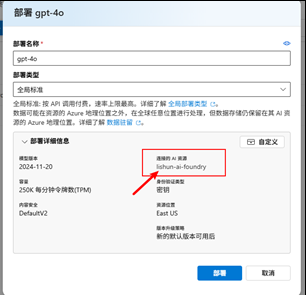 部署 gpt-4o
部署名称*
gpt-4o
部署类型
全局标准
全局标准: 按 API 调用付费，速率上限最高。详细了解 全局部署类型。
数据可能在资源的 Azure 地理位置之外，在全球任意位置进行处理，但数据存储仍保留在其 AI 资
源的 Azure 地理位置中。详细了解 数据驻留。
部署详细信息
自定义
模型版本
2024-11-20
连接的 AI 资源
lishun-ai-foundry
容量
250K 每分钟令牌数(TPM)
身份验证类型
密钥
内容安全
DefaultV2
资源位置
East US
版本升级策略
新的默认版本可用后
部署
取消